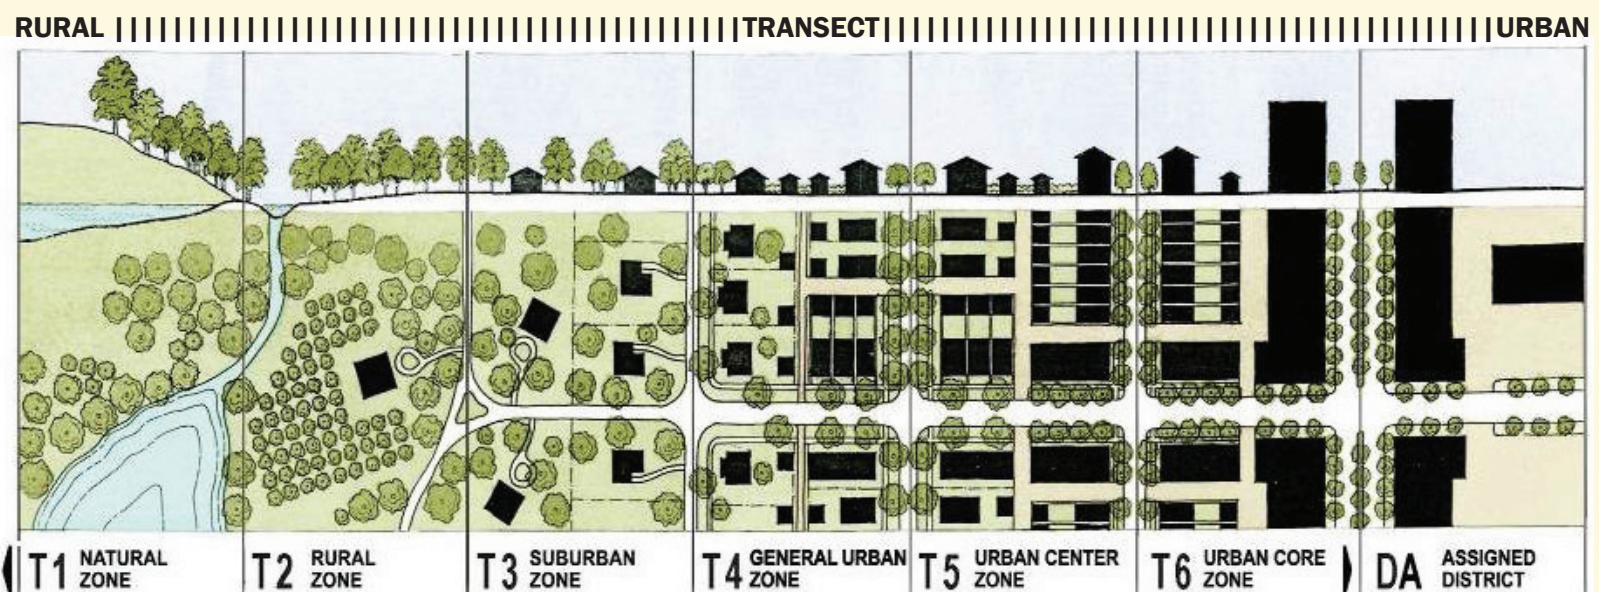 RURAL ||||||||||||||||||||||||||||||||||||||||||| TRANSECT ||||||||||||||||||||||||||||||||||||||||||| URBAN
T1 NATURAL ZONE
T2 RURAL ZONE
T3 SUBURBAN ZONE
T4 GENERAL URBAN ZONE
T5 URBAN CENTER ZONE
T6 URBAN CORE ZONE
DA ASSIGNED DISTRICT